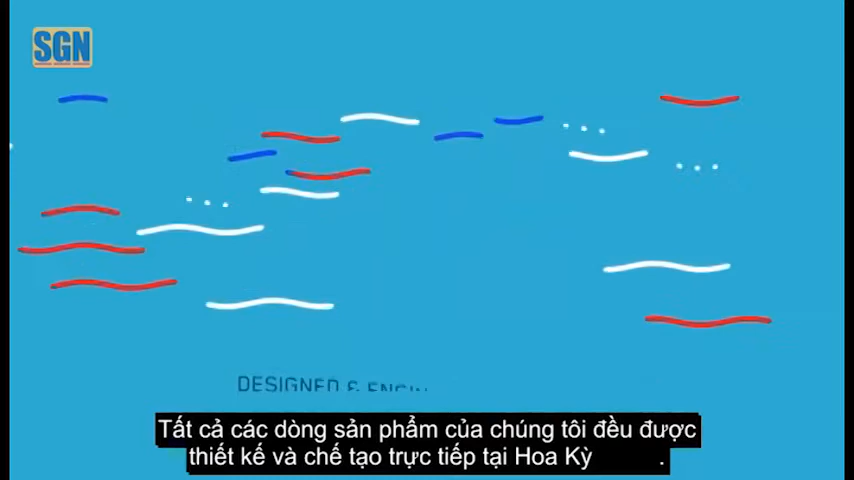 SGN
DESIGNED &
Tất cả các dòng sản phẩm của chúng tôi đều được
thiết kế và chế tạo trực tiếp tại Hoa Kỳ .